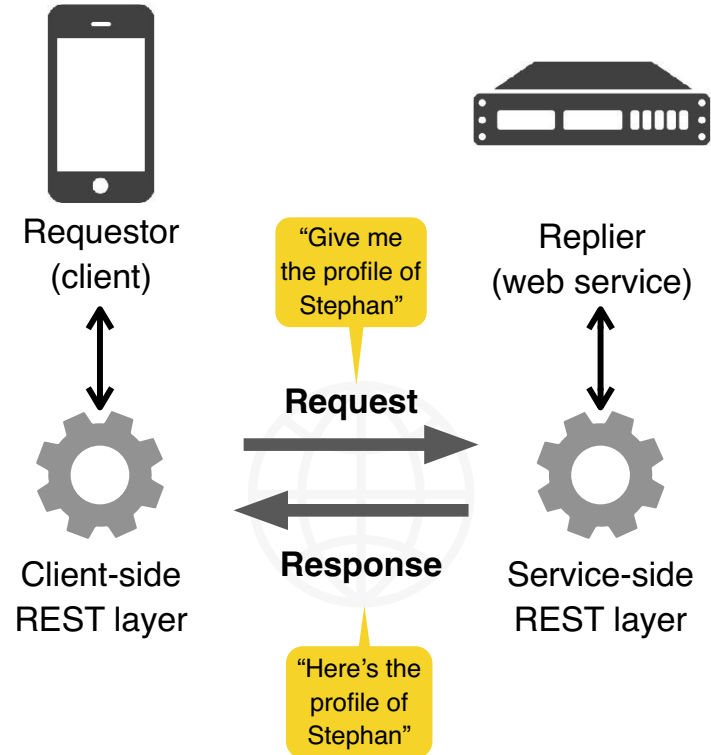 Requestor
(client)
“Give me
the profile of
Stephan”
Replier
(web service)
Request
Response
Client-side
REST layer
Service-side
REST layer
“Here’s the
profile of
Stephan”